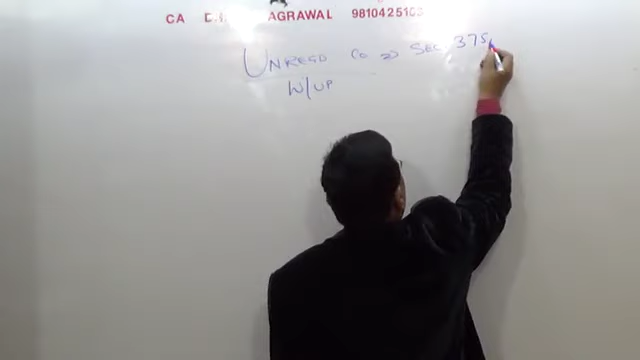 CA D. AGRAWAL 9810425103
UNREGD CO => SEC 375
W/UP